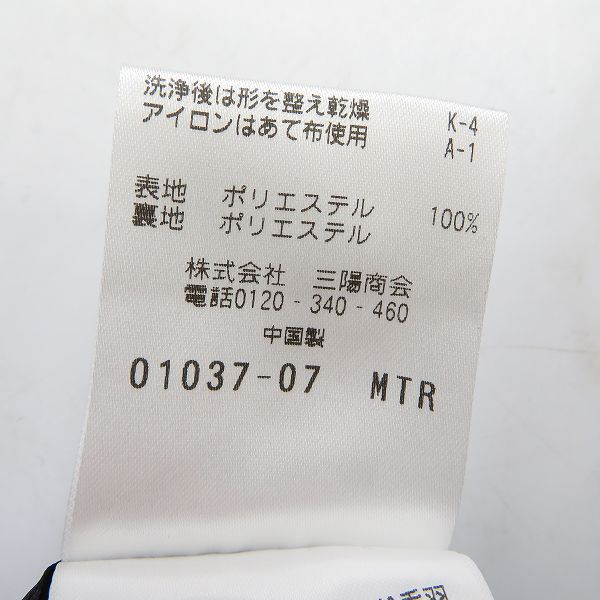 洗浄後は形を整え乾燥 K-4
アイロンはあて布使用 A-1
表地 ポリエステル
裏地 ポリエステル 100%
株式会社 三陽商会
電話0120-340-460
中国製
01037-07 MTR